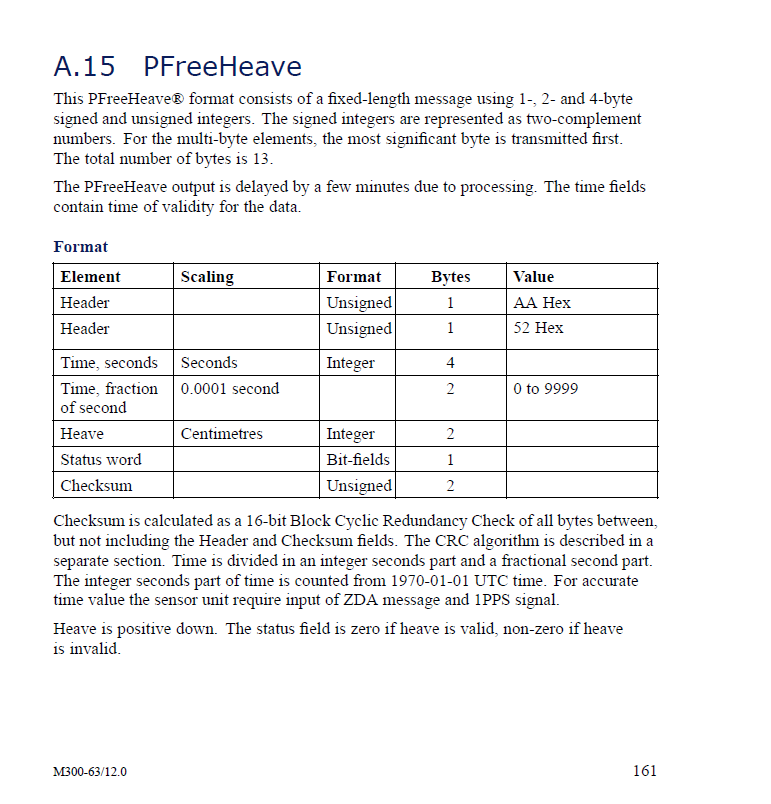 A.15 PFreeHeave
This PFreeHeave® format consists of a fixed-length message using 1-, 2- and 4-byte
signed and unsigned integers. The signed integers are represented as two-complement
numbers. For the multi-byte elements, the most significant byte is transmitted first.
The total number of bytes is 13.
The PFreeHeave output is delayed by a few minutes due to processing. The time fields
contain time of validity for the data.
Format
Element Scaling Format Bytes Value
Header Unsigned 1 AA Hex
Header Unsigned 1 52 Hex
Time, seconds Seconds Integer 4
Time, fraction 0.0001 second 2 0 to 9999
of second
Heave Centimetres Integer 2
Status word Bit-fields 1
Checksum Unsigned 2
Checksum is calculated as a 16-bit Block Cyclic Redundancy Check of all bytes between,
but not including the Header and Checksum fields. The CRC algorithm is described in a
separate section. Time is divided in an integer seconds part and a fractional second part.
The integer seconds part of time is counted from 1970-01-01 UTC time. For accurate
time value the sensor unit require input of ZDA message and 1PPS signal.
Heave is positive down. The status field is zero if heave is valid, non-zero if heave
is invalid.
M300-63/12.0 161